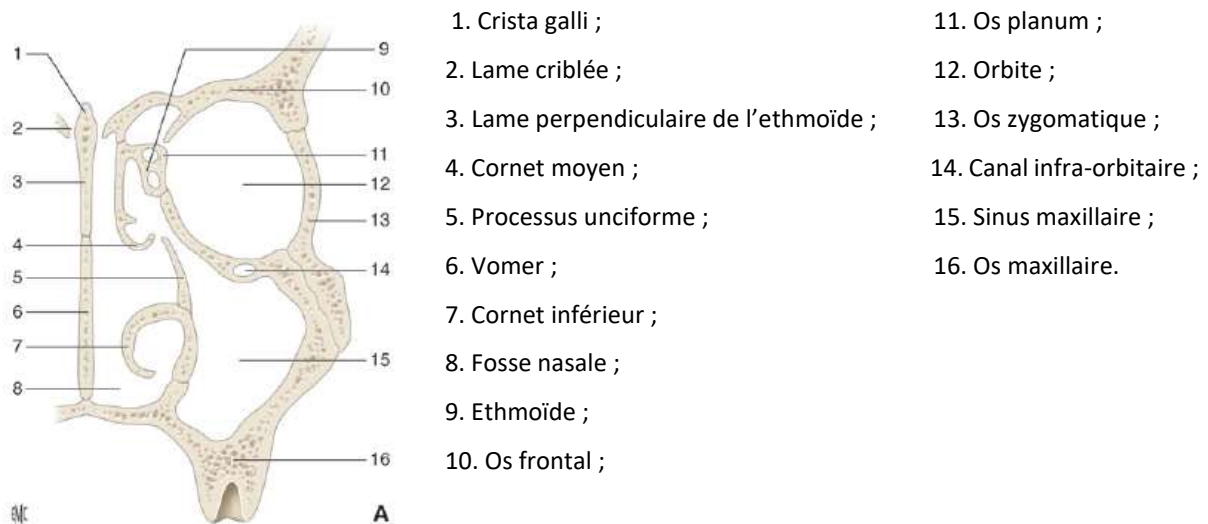 1
2
3
4
5
6
7
8
9
10
11
12
13
14
15
16
EMC
A
1. Crista galli ;
2. Lame criblée ;
3. Lame perpendiculaire de l’ethmoïde ;
4. Cornet moyen ;
5. Processus unciforme ;
6. Vomer ;
7. Cornet inférieur ;
8. Fosse nasale ;
9. Ethmoïde ;
10. Os frontal ;
11. Os planum ;
12. Orbite ;
13. Os zygomatique ;
14. Canal infra-orbitaire ;
15. Sinus maxillaire ;
16. Os maxillaire.